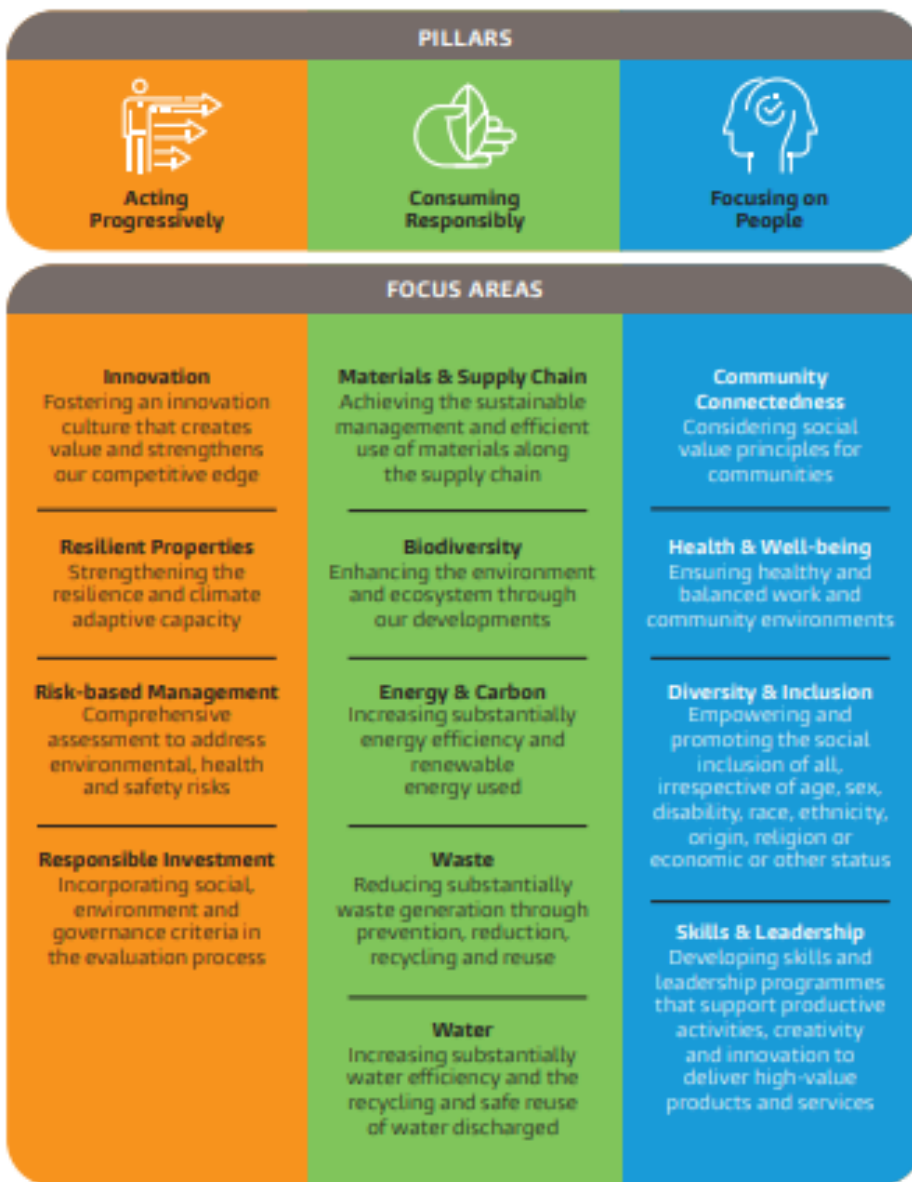 PILLARS
Acting
Progressively
Consuming
Responsibly
Focusing on
People
FOCUS AREAS
Innovation
Fostering an innovation
culture that creates
value and strengthens
our competitive edge
Resilient Properties
Strengthening the
resilience and climate
adaptive capacity
Risk-based Management
Comprehensive
assessment to address
environmental, health
and safety risks
Responsible Investment
Incorporating social,
environment and
governance criteria in
the evaluation process
Materials & Supply Chain
Achieving the sustainable
management and efficient
use of materials along
the supply chain
Biodiversity
Enhancing the environment
and ecosystem through
our developments
Energy & Carbon
Increasing substantially
energy efficiency and
renewable
energy used
Waste
Reducing substantially
waste generation through
prevention, reduction,
recycling and reuse
Water
Increasing substantially
water efficiency and the
recycling and safe reuse
of water discharged
Community
Connectedness
Considering social
value principles for
communities
Health & Well-being
Ensuring healthy and
balanced work and
community environments
Diversity & Inclusion
Empowering and
promoting the social
inclusion of all,
irrespective of age, sex,
disability, race, ethnicity,
origin, religion or
economic or other status
Skills & Leadership
Developing skills and
leadership programmes
that support productive
activities, creativity
and innovation to
deliver high-value
products and services